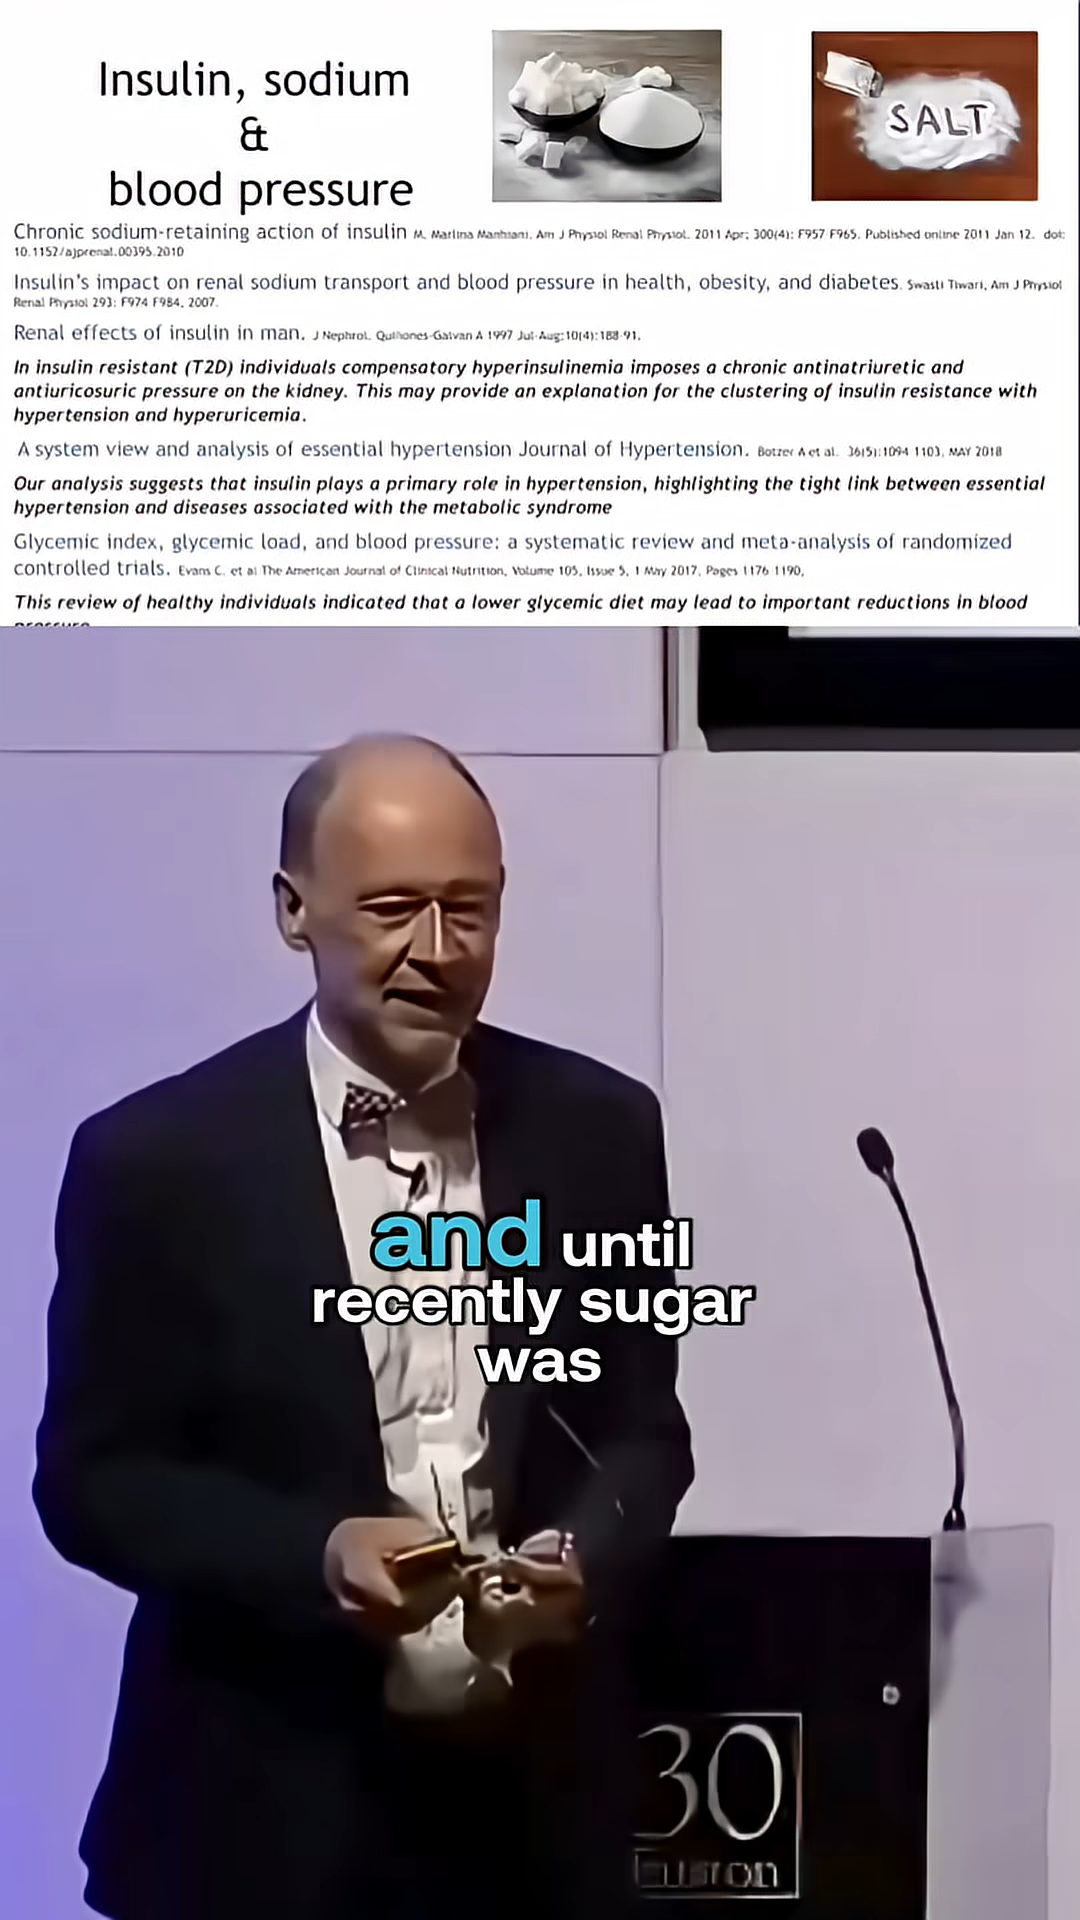 Insulin, sodium
&
blood pressure
SALT
Chronic sodium-retaining action of insulin M. Marlina Manhiani, Am J Physiol Renal Physiol. 2011 Apr; 300(4): F957 F965. Published online 2011 Jan 12. doi:
10.1152/ajprenal.00395.2010
Insulin's impact on renal sodium transport and blood pressure in health, obesity, and diabetes. Swasti Tiwari, Am J Physiol
Renal Physiol 293: F974 F984, 2007.
Renal effects of insulin in man. J Nephrol. Quiñones-Galvan A 1997 Jul-Aug;10(4):188-91.
In insulin resistant (T2D) individuals compensatory hyperinsulinemia imposes a chronic antinatriuretic and
antiuricosuric pressure on the kidney. This may provide an explanation for the clustering of insulin resistance with
hypertension and hyperuricemia.
A system view and analysis of essential hypertension Journal of Hypertension. Botzer A et al. 36(5):1094 1103, MAY 2018
Our analysis suggests that insulin plays a primary role in hypertension, highlighting the tight link between essential
hypertension and diseases associated with the metabolic syndrome
Glycemic index, glycemic load, and blood pressure: a systematic review and meta-analysis of randomized
controlled trials. Evans C. et al The American Journal of Clinical Nutrition, Volume 105, Issue 5, 1 May 2017, Pages 1176 1190,
This review of healthy individuals indicated that a lower glycemic diet may lead to important reductions in blood
pressure
and until
recently sugar
was
30